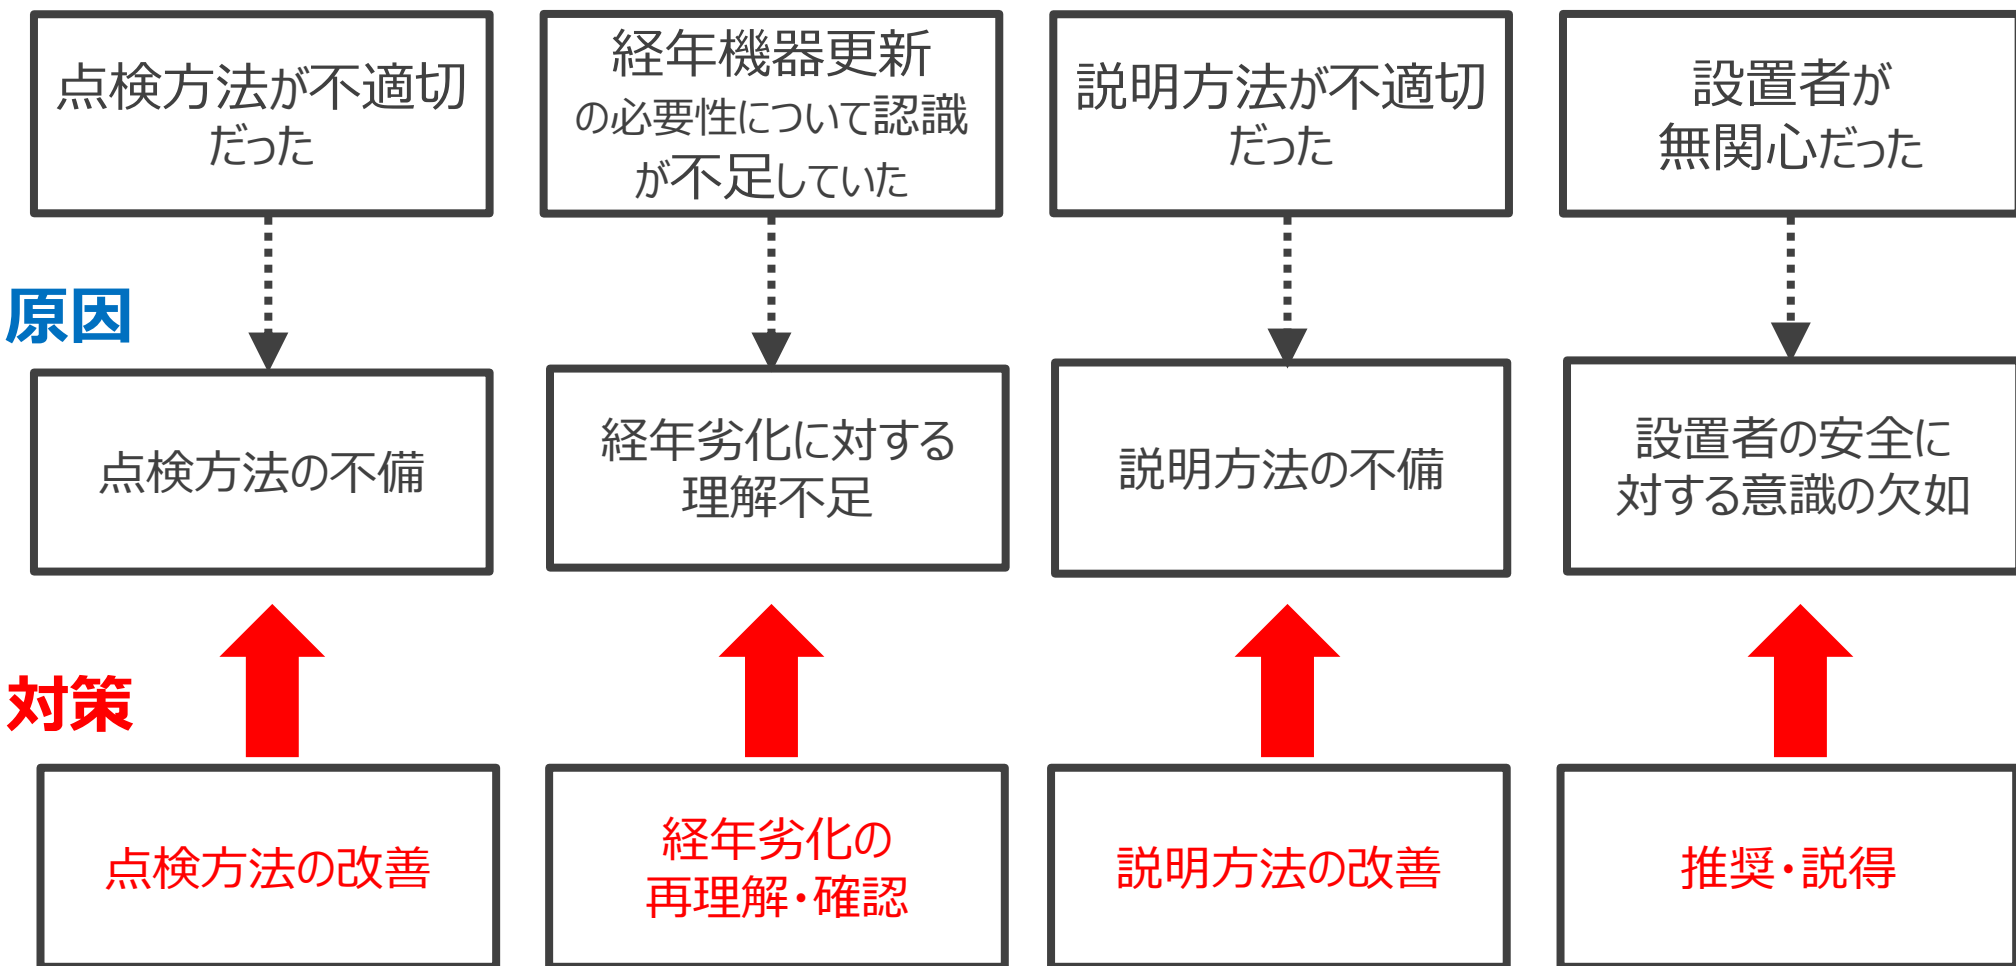 点検方法が不適切
だった
経年機器更新
の必要性について認識
が不足していた
説明方法が不適切
だった
設置者が
無関心だった
原因
点検方法の不備
経年劣化に対する
理解不足
説明方法の不備
設置者の安全に
対する意識の欠如
対策
点検方法の改善
経年劣化の
再理解・確認
説明方法の改善
推奨・説得